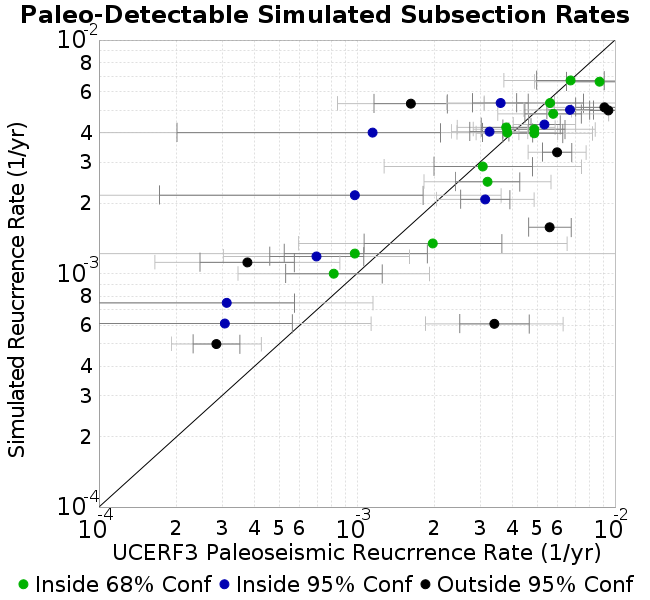 Paleo-Detectable Simulated Subsection Rates
10-2
8
6
4
3
2
10-3
8
6
4
3
2
10-4
Simulated Reucrrence Rate (1/yr)
10-4 2 3 4 5 6 10-3 2 3 4 5 6 10-2
UCERF3 Paleoseismic Reucrrence Rate (1/yr)
Inside 68% Conf Inside 95% Conf Outside 95% Conf